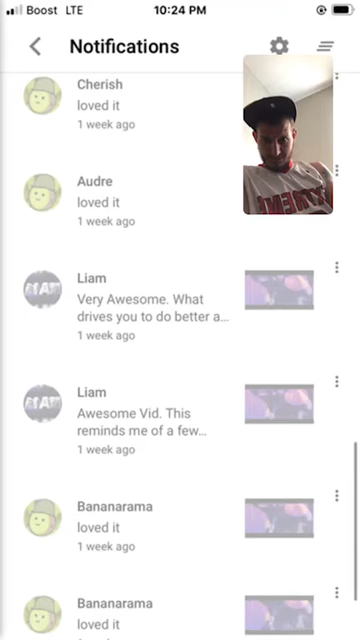 Boost LTE 10:24 PM
Notifications
Cherish
loved it
1 week ago
Audre
loved it
1 week ago
Liam
Very Awesome. What
drives you to do better a...
1 week ago
Liam
Awesome Vid. This
reminds me of a few...
1 week ago
Bananarama
loved it
1 week ago
Bananarama
loved it